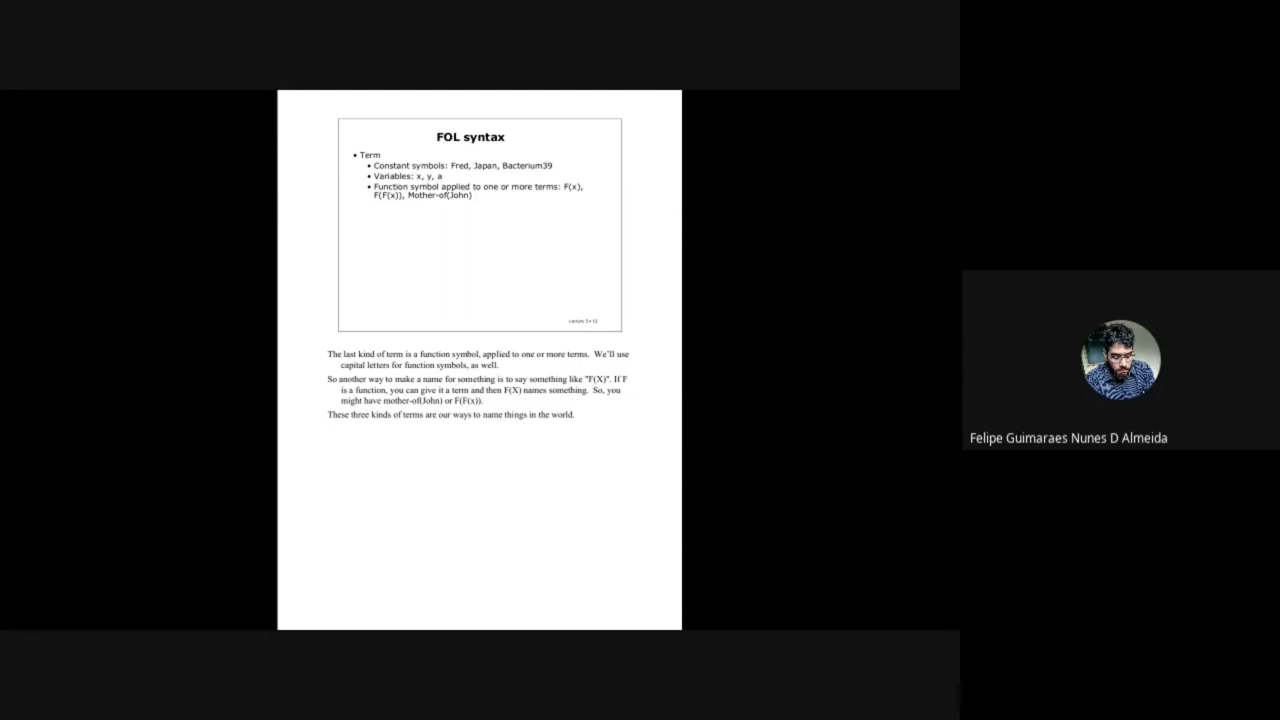 FOL syntax
• Term
• Constant symbols: Fred, Japan, Bacterium39
• Variables: x, y, a
• Function symbol applied to one or more terms: F(x),
F(F(x)), Mother-of(John)
Lecture 5 • 12
The last kind of term is a function symbol, applied to one or more terms.  We'll use
capital letters for function symbols, as well.
So another way to make a name for something is to say something like "F(X)". If F
is a function, you can give it a term and then F(X) names something.  So, you
might have mother-of(John) or F(F(x)).
These three kinds of terms are our ways to name things in the world.
Felipe Guimaraes Nunes D Almeida